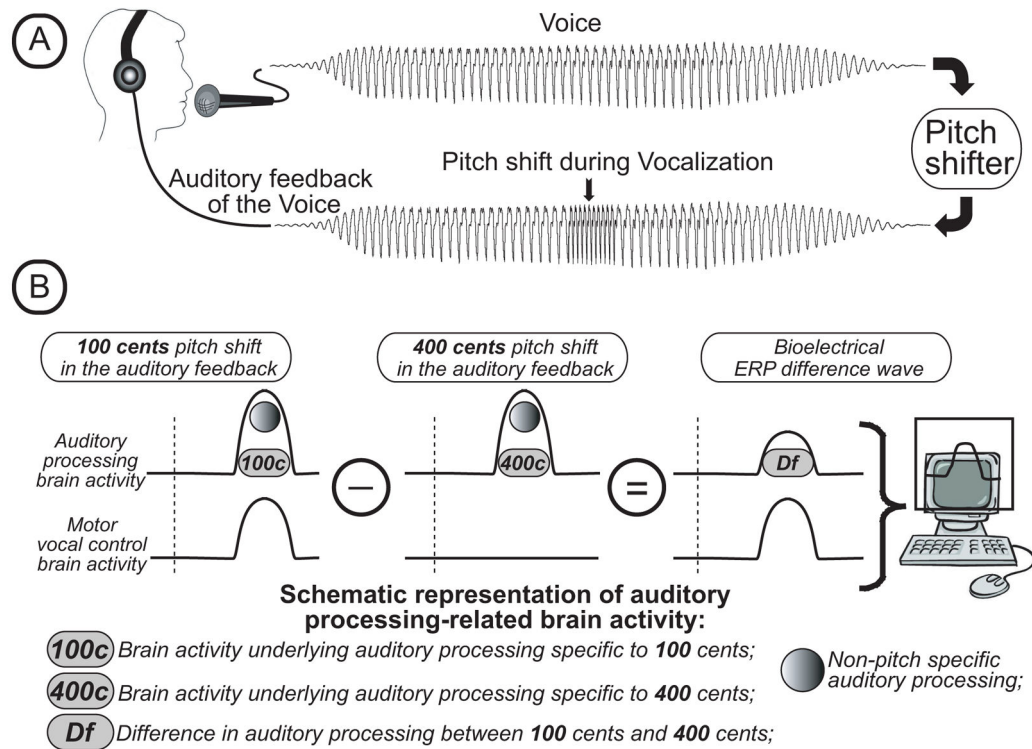 A
Voice
Pitch
shifter
Pitch shift during Vocalization
Auditory feedback
of the Voice
B
100 cents pitch shift
in the auditory feedback
400 cents pitch shift
in the auditory feedback
Bioelectrical
ERP difference wave
Auditory
processing
brain activity
100c
−
400c
=
Df
Motor
vocal control
brain activity
Schematic representation of auditory
processing-related brain activity:
100c Brain activity underlying auditory processing specific to 100 cents;
400c Brain activity underlying auditory processing specific to 400 cents;
Df Difference in auditory processing between 100 cents and 400 cents;
Non-pitch specific
auditory processing;